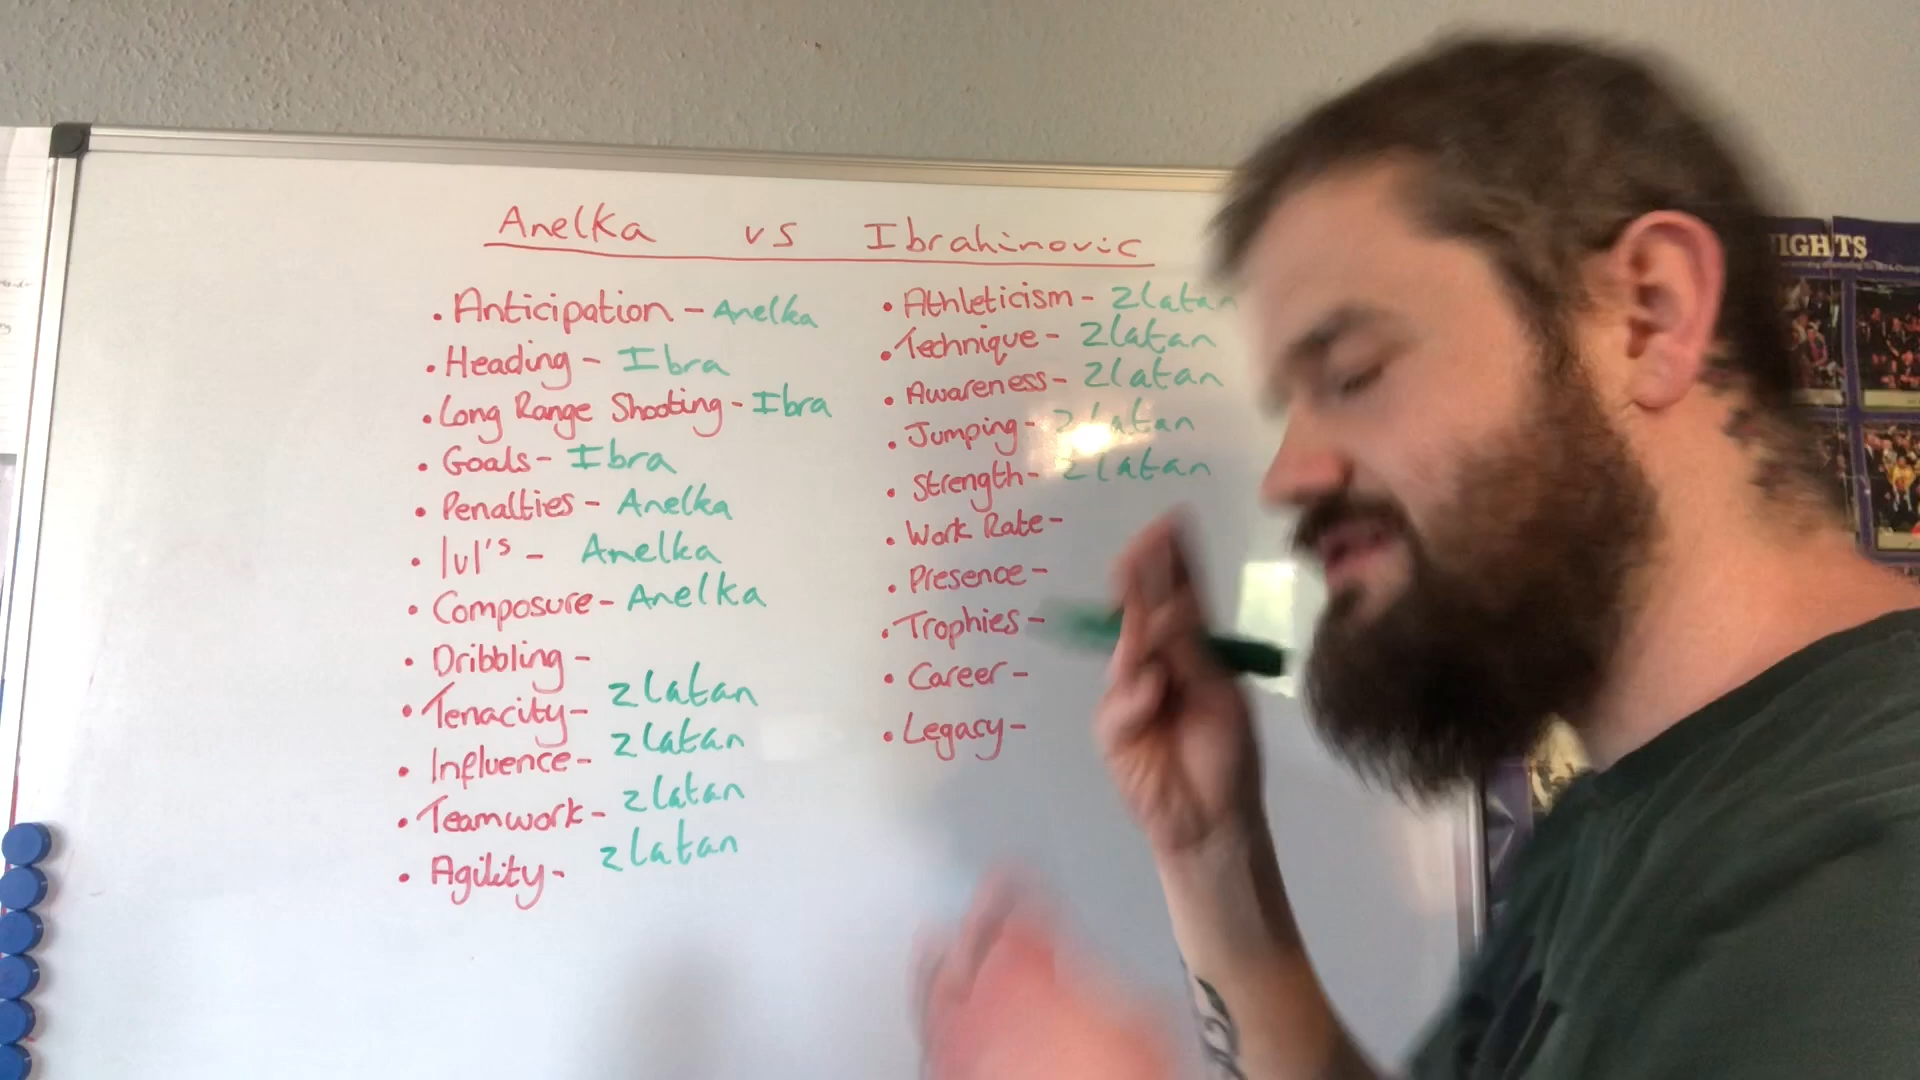 Anelka vs Ibrahinovic
• Anticipation - Anelka
• Heading - Ibra
• Long Range Shooting - Ibra
• Goals - Ibra
• Penalties - Anelka
• 1v1's - Anelka
• Composure - Anelka
• Dribbling -
• Tenacity - Zlatan
• Influence - Zlatan
• Teamwork - Zlatan
• Agility - Zlatan
• Athleticism - Zlatan
• Technique - Zlatan
• Awareness - Zlatan
• Jumping - Zlatan
• Strength - Zlatan
• Work Rate -
• Presence -
• Trophies -
• Career -
• Legacy -